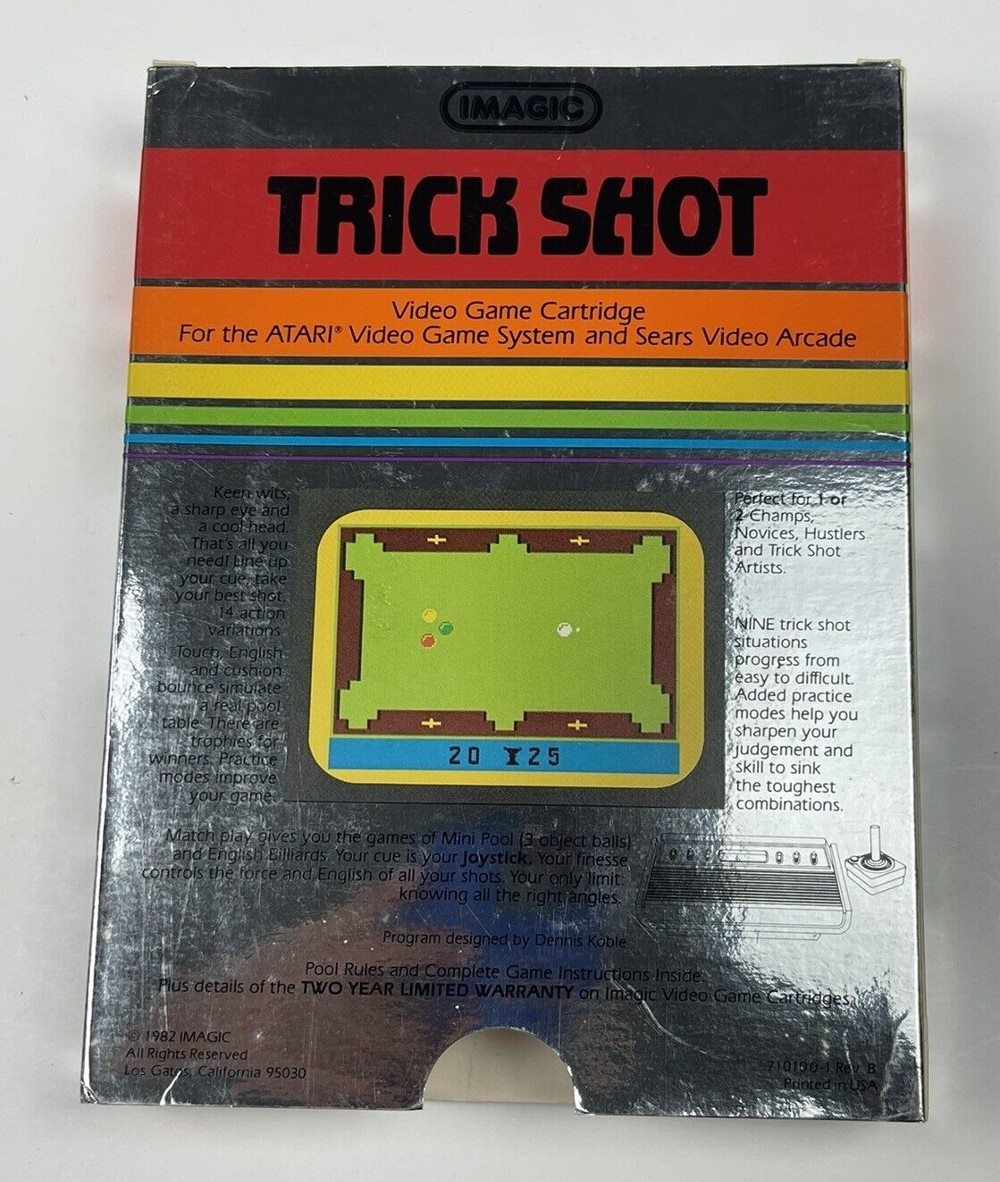 IMAGIC
TRICK SHOT
Video Game Cartridge
For the ATARI® Video Game System and Sears Video Arcade
Keen wits,
a sharp eye and
a cool head.
That's all you
need! Line up
your cue, take
your best shot.
14 action
variations.
Touch, English
and cushion
bounce simulate
a real pool
table. There are
trophies for
winners. Practice
modes improve
your game.
20 25
Perfect for 1 or
2 Champs,
Novices, Hustlers
and Trick Shot
Artists.
NINE trick shot
situations
progress from
easy to difficult.
Added practice
modes help you
sharpen your
judgement and
skill to sink
the toughest
combinations.
Match play gives you the games of Mini Pool (3 object balls)
and English Billiards. Your cue is your Joystick. Your finesse
controls the force and English of all your shots. Your only limit:
knowing all the right angles.
Program designed by Dennis Koble
Pool Rules and Complete Game Instructions Inside.
Plus details of the TWO YEAR LIMITED WARRANTY on Imagic Video Game Cartridges.
© 1982 IMAGIC
All Rights Reserved
Los Gatos, California 95030
710190-1 Rev. B
Printed in USA